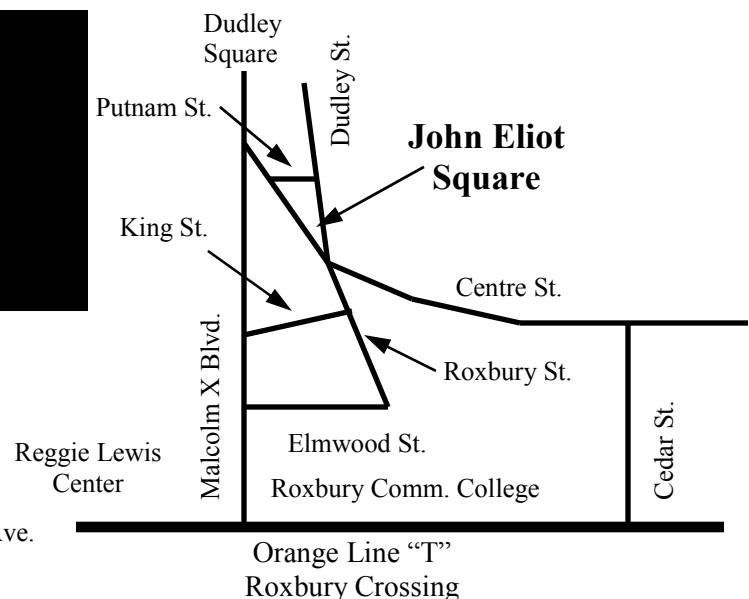 Dudley
Square
Dudley St.
Putnam St.
John Eliot
Square
King St.
Centre St.
Malcolm X Blvd.
Roxbury St.
Cedar St.
Elmwood St.
Reggie Lewis
Center
Roxbury Comm. College
Orange Line “T”
Roxbury Crossing